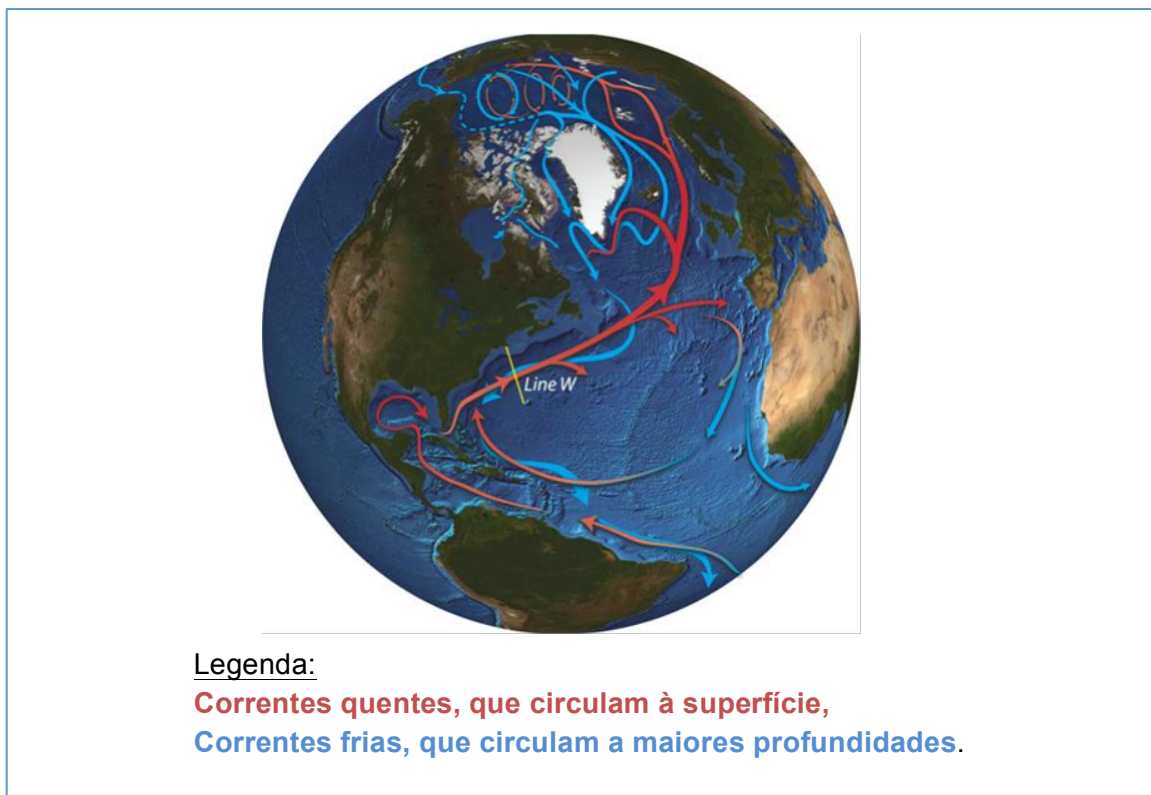 Line W
Legenda:
Correntes quentes, que circulam à superfície,
Correntes frias, que circulam a maiores profundidades.